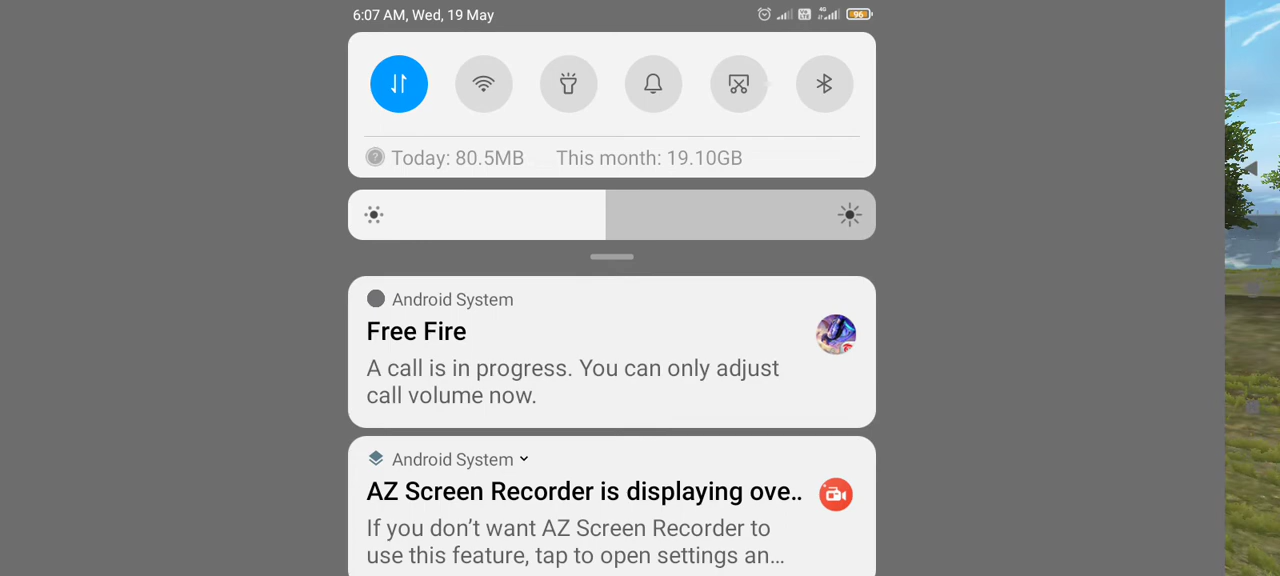 6:07 AM, Wed, 19 May
4G
96
Today: 80.5MB This month: 19.10GB
Android System
Free Fire
A call is in progress. You can only adjust
call volume now.
Android System
AZ Screen Recorder is displaying ove..
If you don’t want AZ Screen Recorder to
use this feature, tap to open settings an...